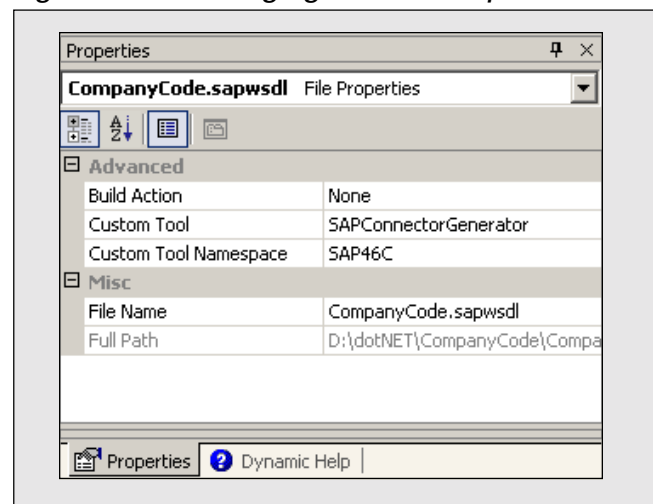 Properties
CompanyCode.sapwsdl File Properties
Advanced
Build Action None
Custom Tool SAPConnectorGenerator
Custom Tool Namespace SAP46C
Misc
File Name CompanyCode.sapwsdl
Full Path D:\dotNET\CompanyCode\Compa
Properties Dynamic Help